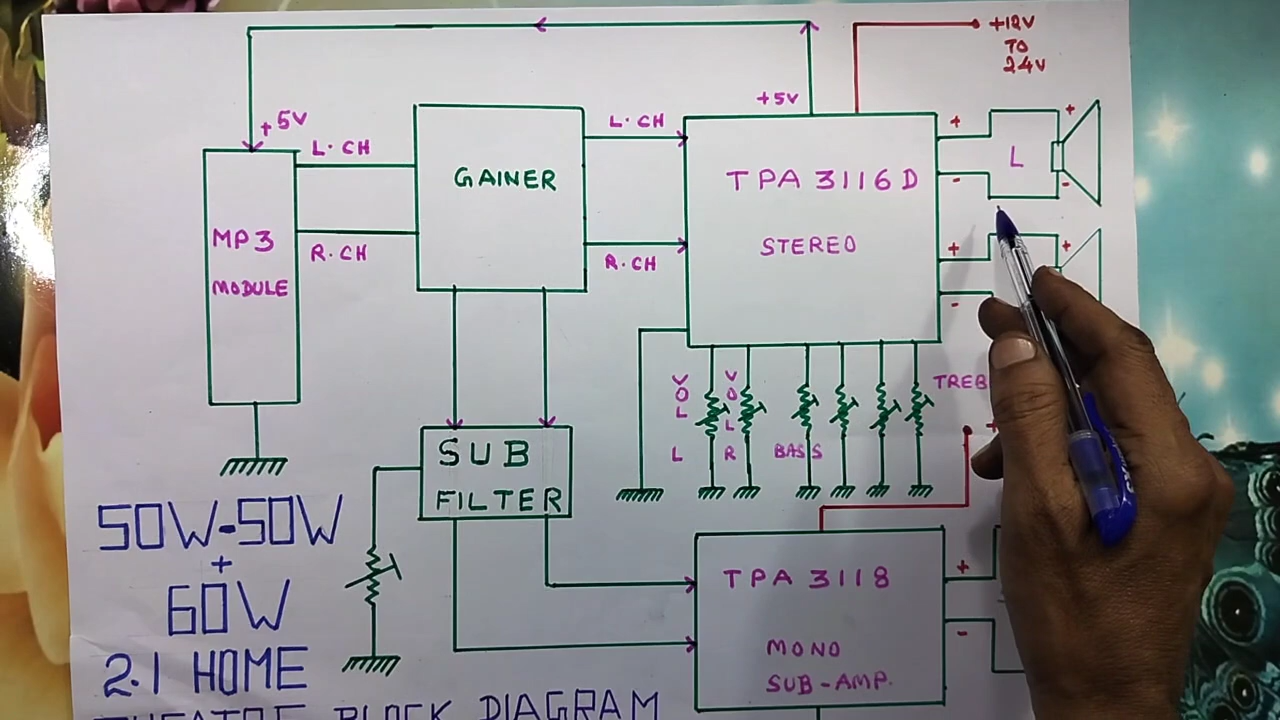 +12V
TO
24V
+5V
+5V
L.CH
L.CH
R.CH
R.CH
MP3
MODULE
GAINER
TPA 3116D
STEREO
+
-
L
+
-
+
-
+
VOL L
VOL R
BASS
SUB
FILTER
TPA 3118
MONO
SUB-AMP.
+
-
50W-50W
+
60W
2.1 HOME
BLOCK DIAGRAM